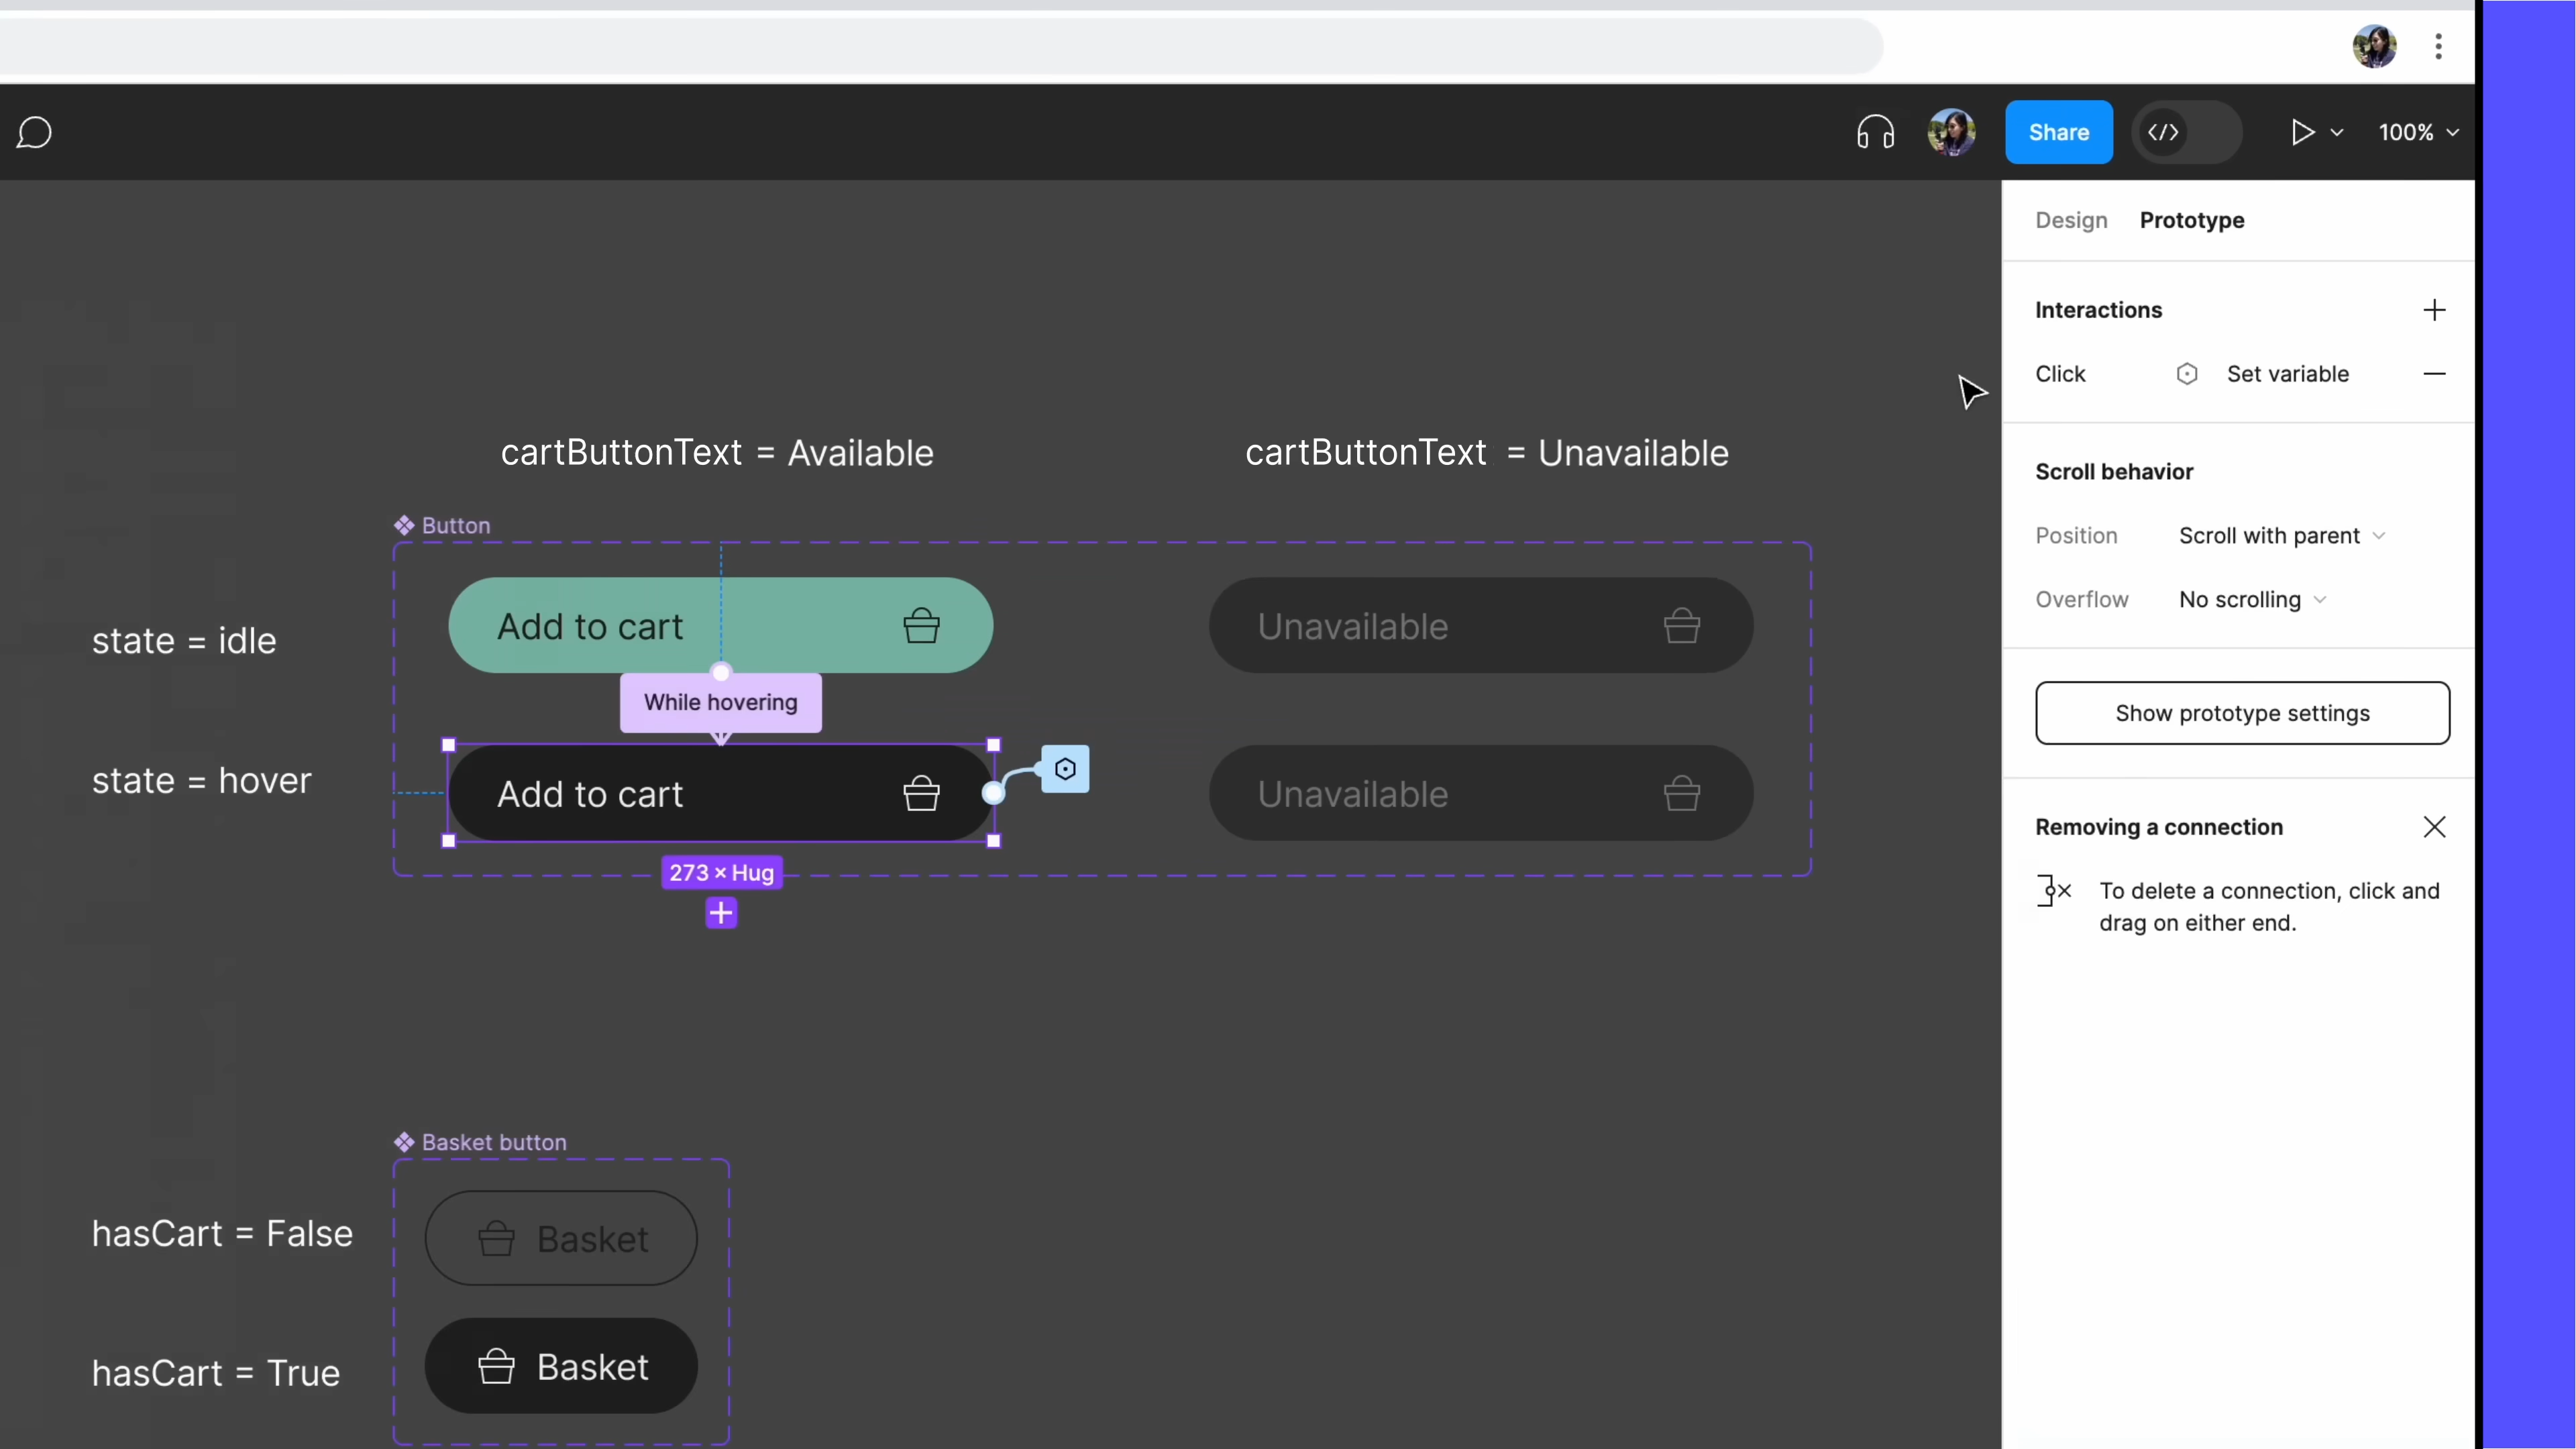 Share
</>
100%
Design Prototype
Interactions
Click Set variable
Scroll behavior
Position Scroll with parent
Overflow No scrolling
Show prototype settings
Removing a connection
To delete a connection, click and
drag on either end.
cartButtonText = Available
cartButtonText = Unavailable
Button
state = idle
Add to cart
Unavailable
While hovering
state = hover
Add to cart
Unavailable
273 × Hug
Basket button
hasCart = False
Basket
hasCart = True
Basket